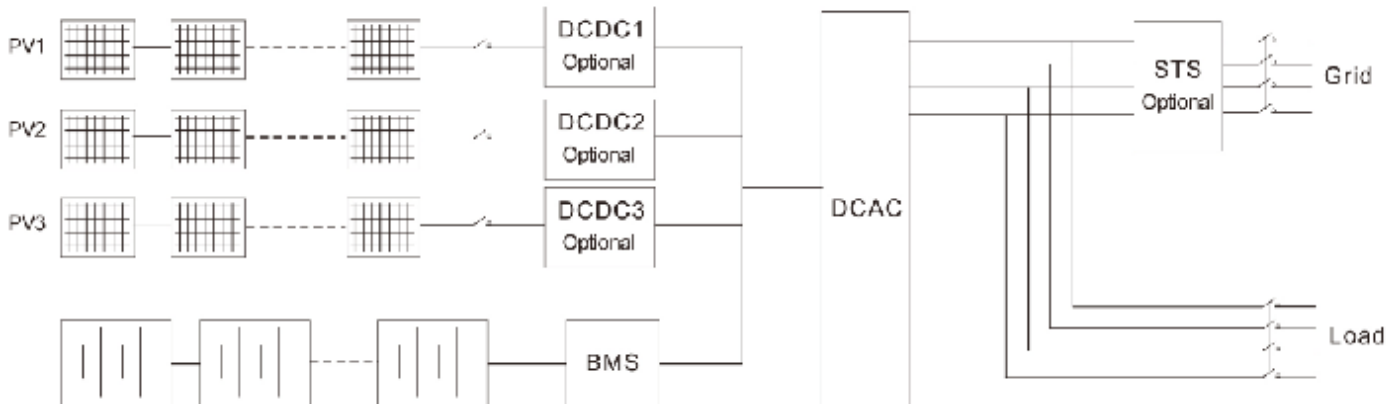 PV1
DCDC1
Optional
STS
Optional
Grid
PV2
DCDC2
Optional
PV3
DCDC3
Optional
DCAC
BMS
Load